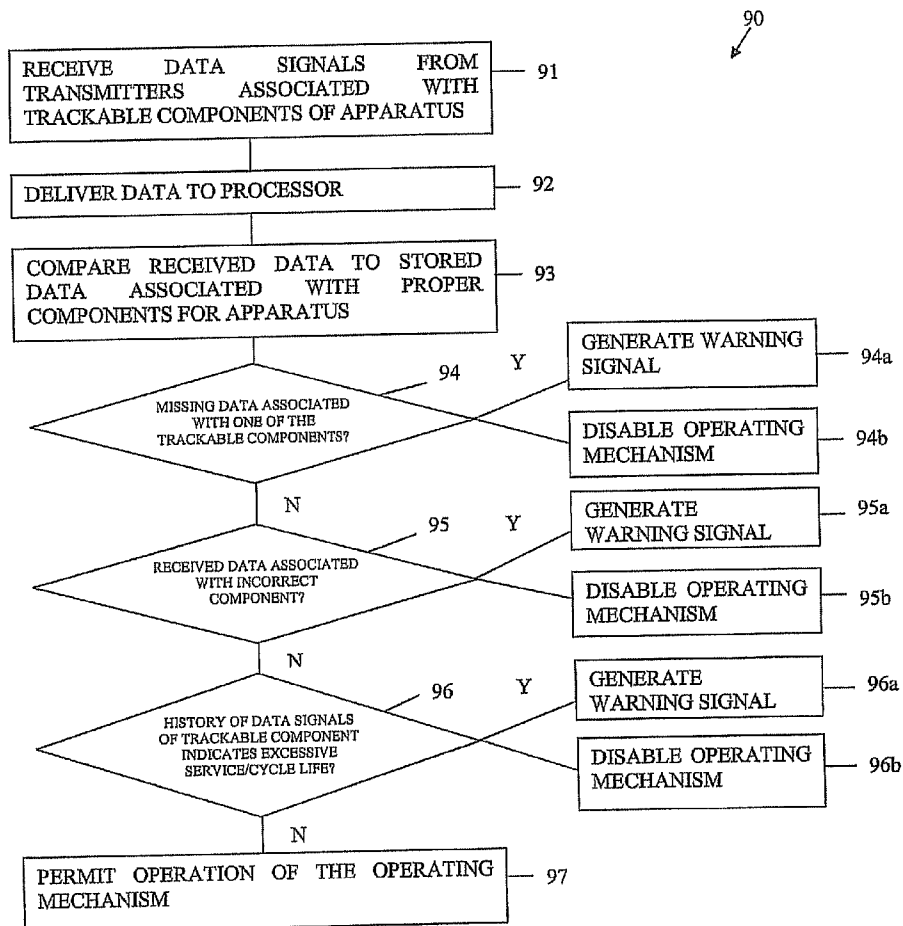 90
RECEIVE DATA SIGNALS FROM
TRANSMITTERS ASSOCIATED WITH
TRACKABLE COMPONENTS OF APPARATUS
91
DELIVER DATA TO PROCESSOR
92
COMPARE RECEIVED DATA TO STORED
DATA ASSOCIATED WITH PROPER
COMPONENTS FOR APPARATUS
93
MISSING DATA ASSOCIATED
WITH ONE OF THE
TRACKABLE COMPONENTS?
94
Y
GENERATE WARNING
SIGNAL
94a
DISABLE OPERATING
MECHANISM
94b
N
RECEIVED DATA ASSOCIATED
WITH INCORRECT
COMPONENT?
95
Y
GENERATE
WARNING SIGNAL
95a
DISABLE OPERATING
MECHANISM
95b
N
HISTORY OF DATA SIGNALS
OF TRACKABLE COMPONENT
INDICATES EXCESSIVE
SERVICE/CYCLE LIFE?
96
Y
GENERATE
WARNING SIGNAL
96a
DISABLE OPERATING
MECHANISM
96b
N
PERMIT OPERATION OF THE OPERATING
MECHANISM
97